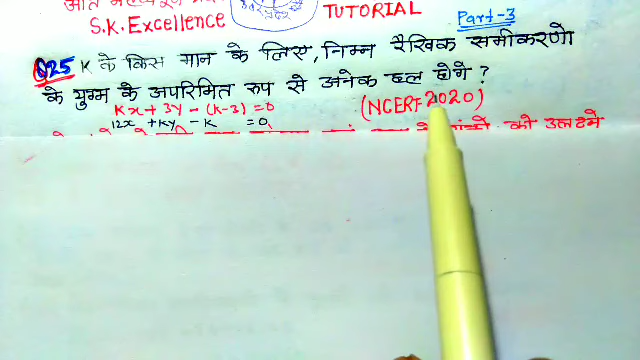 S.K. Excellence
TUTORIAL
Part-3
Q25 K के किस मान के लिए, निम्न रैखिक समीकरणो
के युग्म के अपरिमित रुप से अनेक हल होगे ?
Kx + 3y - (k-3) = 0
(NCERT 2020)
12x + ky - k = 0
को उलटने